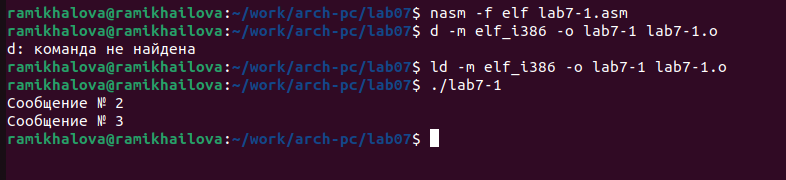 ramikhalova@ramikhailova:~/work/arch-pc/lab07$ nasm -f elf lab7-1.asm
ramikhalova@ramikhailova:~/work/arch-pc/lab07$ d -m elf_i386 -o lab7-1 lab7-1.o
d: команда не найдена
ramikhalova@ramikhailova:~/work/arch-pc/lab07$ ld -m elf_i386 -o lab7-1 lab7-1.o
ramikhalova@ramikhailova:~/work/arch-pc/lab07$ ./lab7-1
Сообщение № 2
Сообщение № 3
ramikhalova@ramikhailova:~/work/arch-pc/lab07$